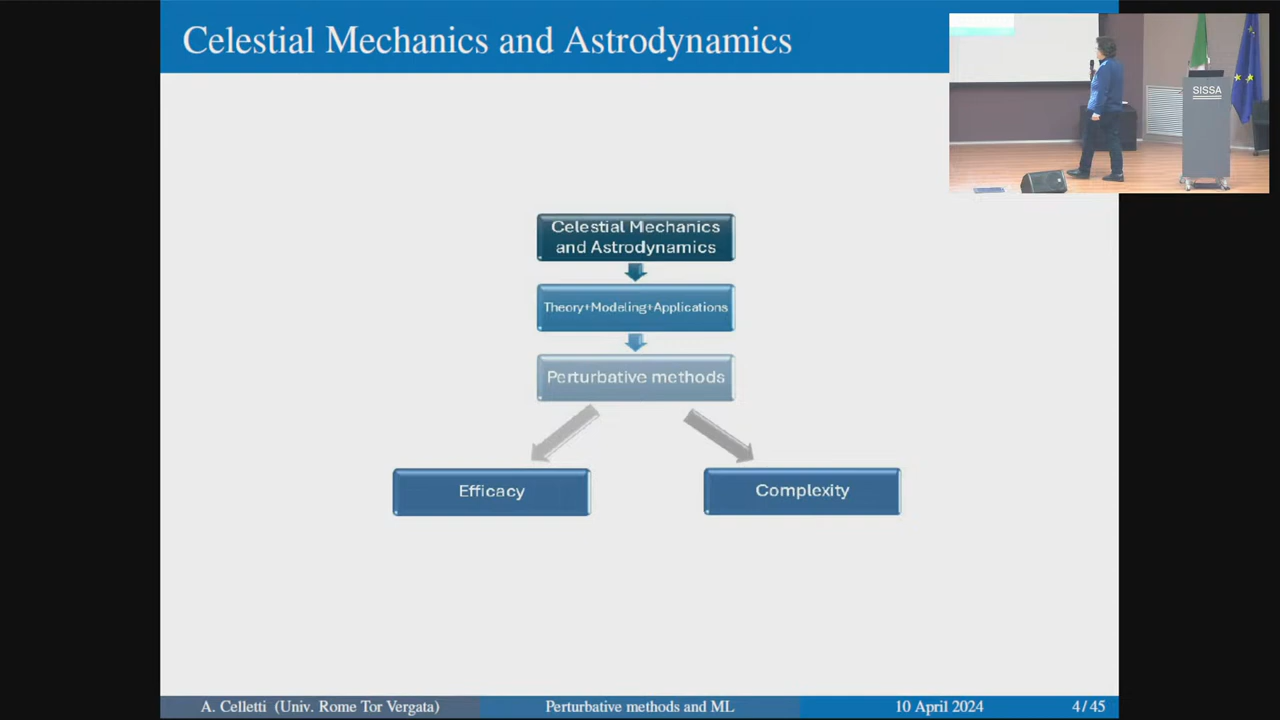 Celestial Mechanics and Astrodynamics
SISSA
Celestial Mechanics
and Astrodynamics
Theory+Modeling+Applications
Perturbative methods
Efficacy
Complexity
A. Celletti (Univ. Rome Tor Vergata)
Perturbative methods and ML
10 April 2024
4/45